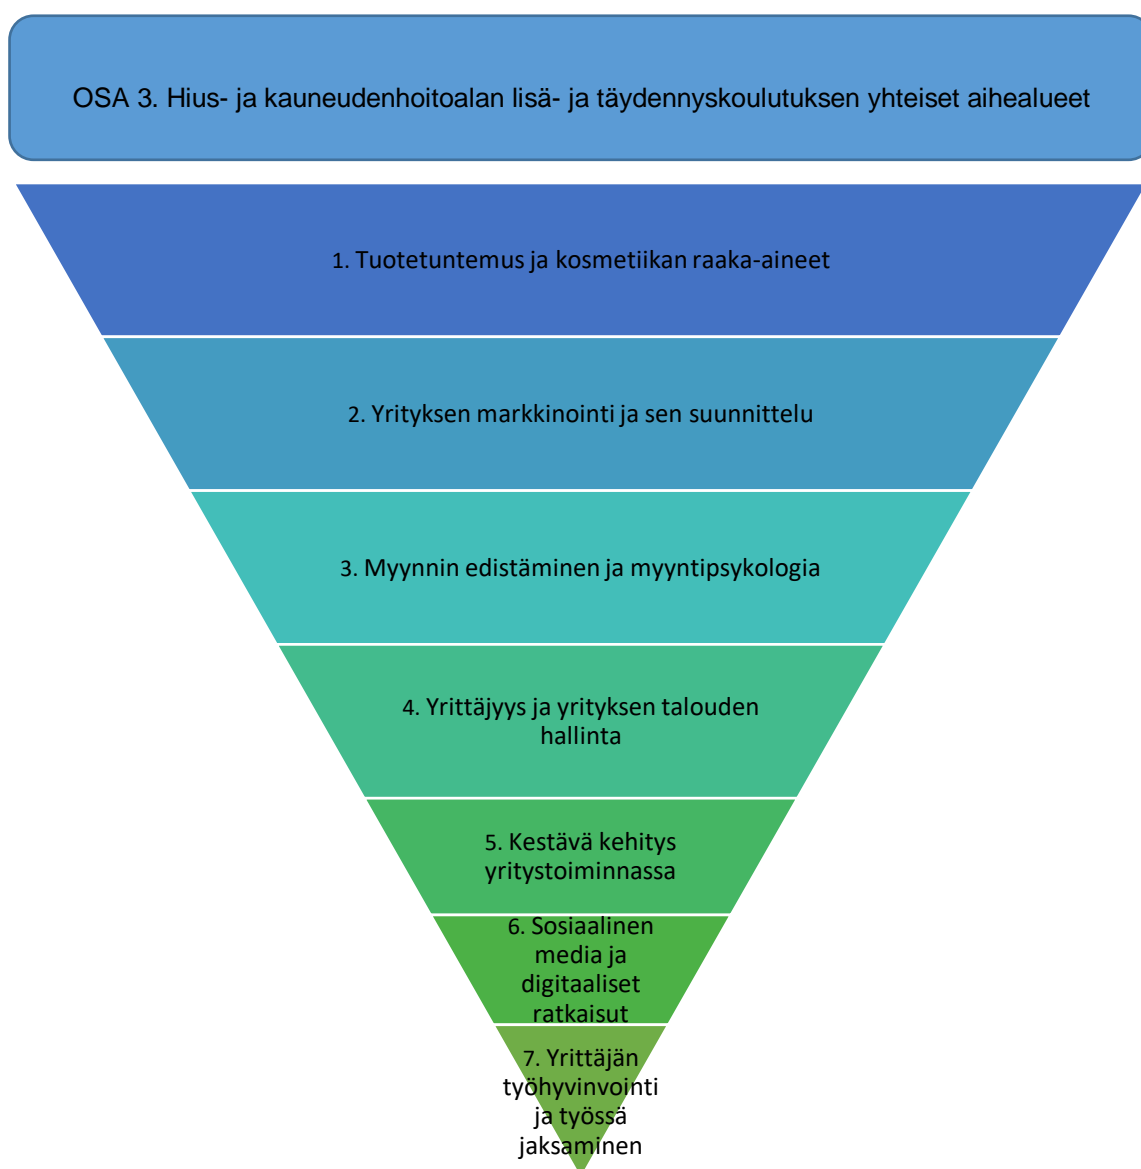 OSA 3. Hius- ja kauneudenhoitoalan lisä- ja täydennyskoulutuksen yhteiset aihealueet
1. Tuotetuntemus ja kosmetiikan raaka-aineet
2. Yrityksen markkinointi ja sen suunnittelu
3. Myynnin edistäminen ja myyntipsykologia
4. Yrittäjyys ja yrityksen talouden
hallinta
5. Kestävä kehitys
yritystoiminnassa
6. Sosiaalinen
media ja
digitaaliset
ratkaisut
7. Yrittäjän
työhyvinvointi
ja työssä
jaksaminen